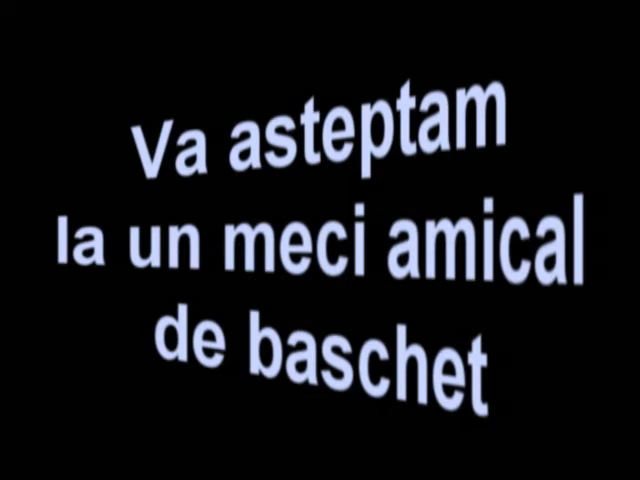 Va asteptam
la un meci amical
de baschet